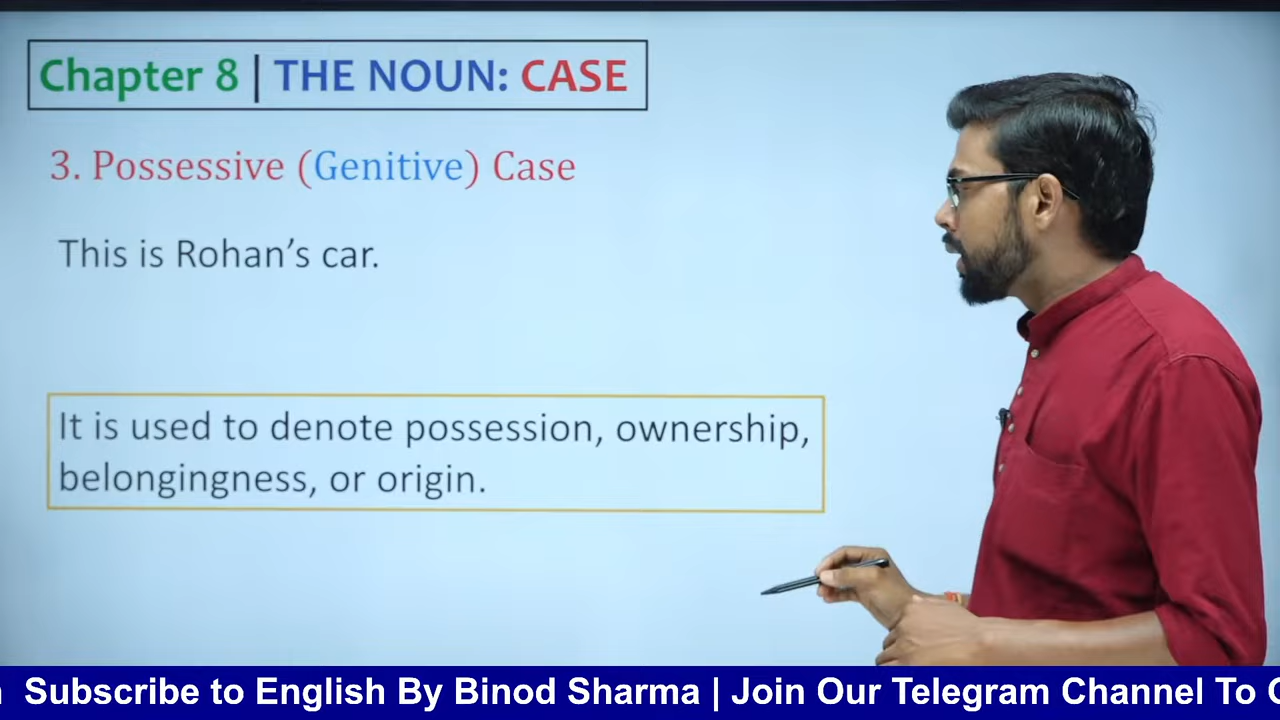 Chapter 8 | THE NOUN: CASE
3. Possessive (Genitive) Case
This is Rohan’s car.
It is used to denote possession, ownership,
belongingness, or origin.
Subscribe to English By Binod Sharma | Join Our Telegram Channel To